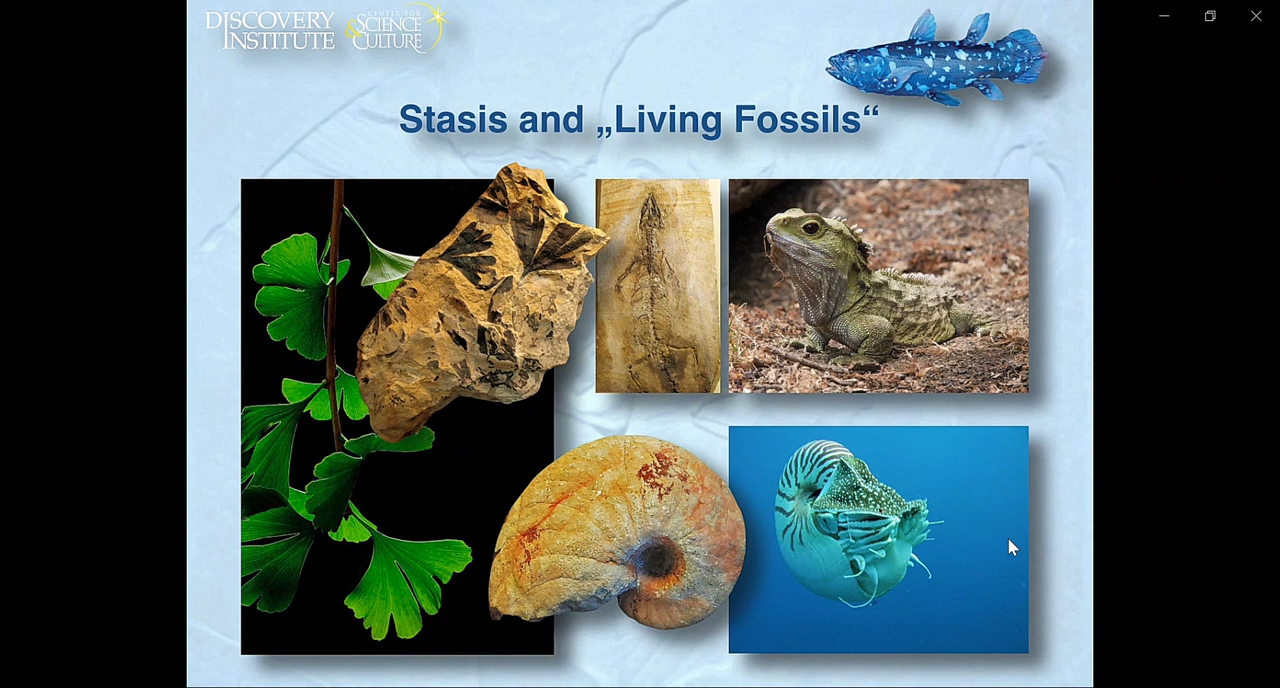 DISCOVERY
INSTITUTE
CENTER FOR
SCIENCE
& CULTURE
Stasis and „Living Fossils“